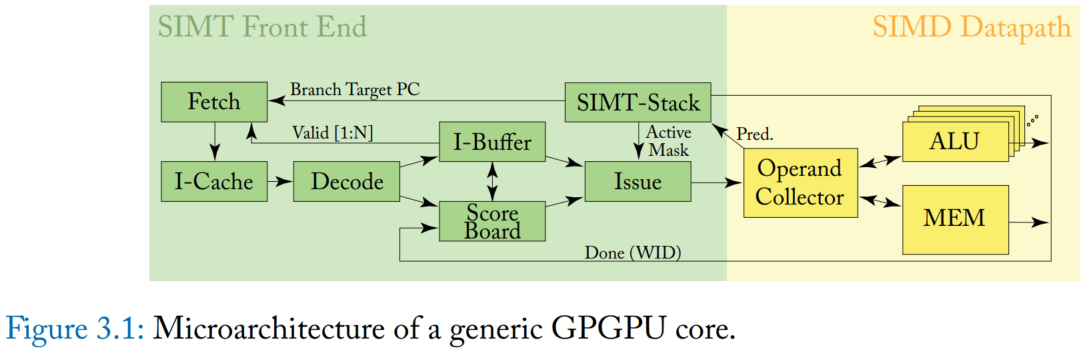 SIMT Front End
SIMD Datapath
Fetch
Branch Target PC
SIMT-Stack
Valid [1:N]
I-Buffer
Active
Mask
Pred.
ALU
I-Cache
Decode
Issue
Operand
Collector
Score
Board
MEM
Done (WID)
Figure 3.1: Microarchitecture of a generic GPGPU core.